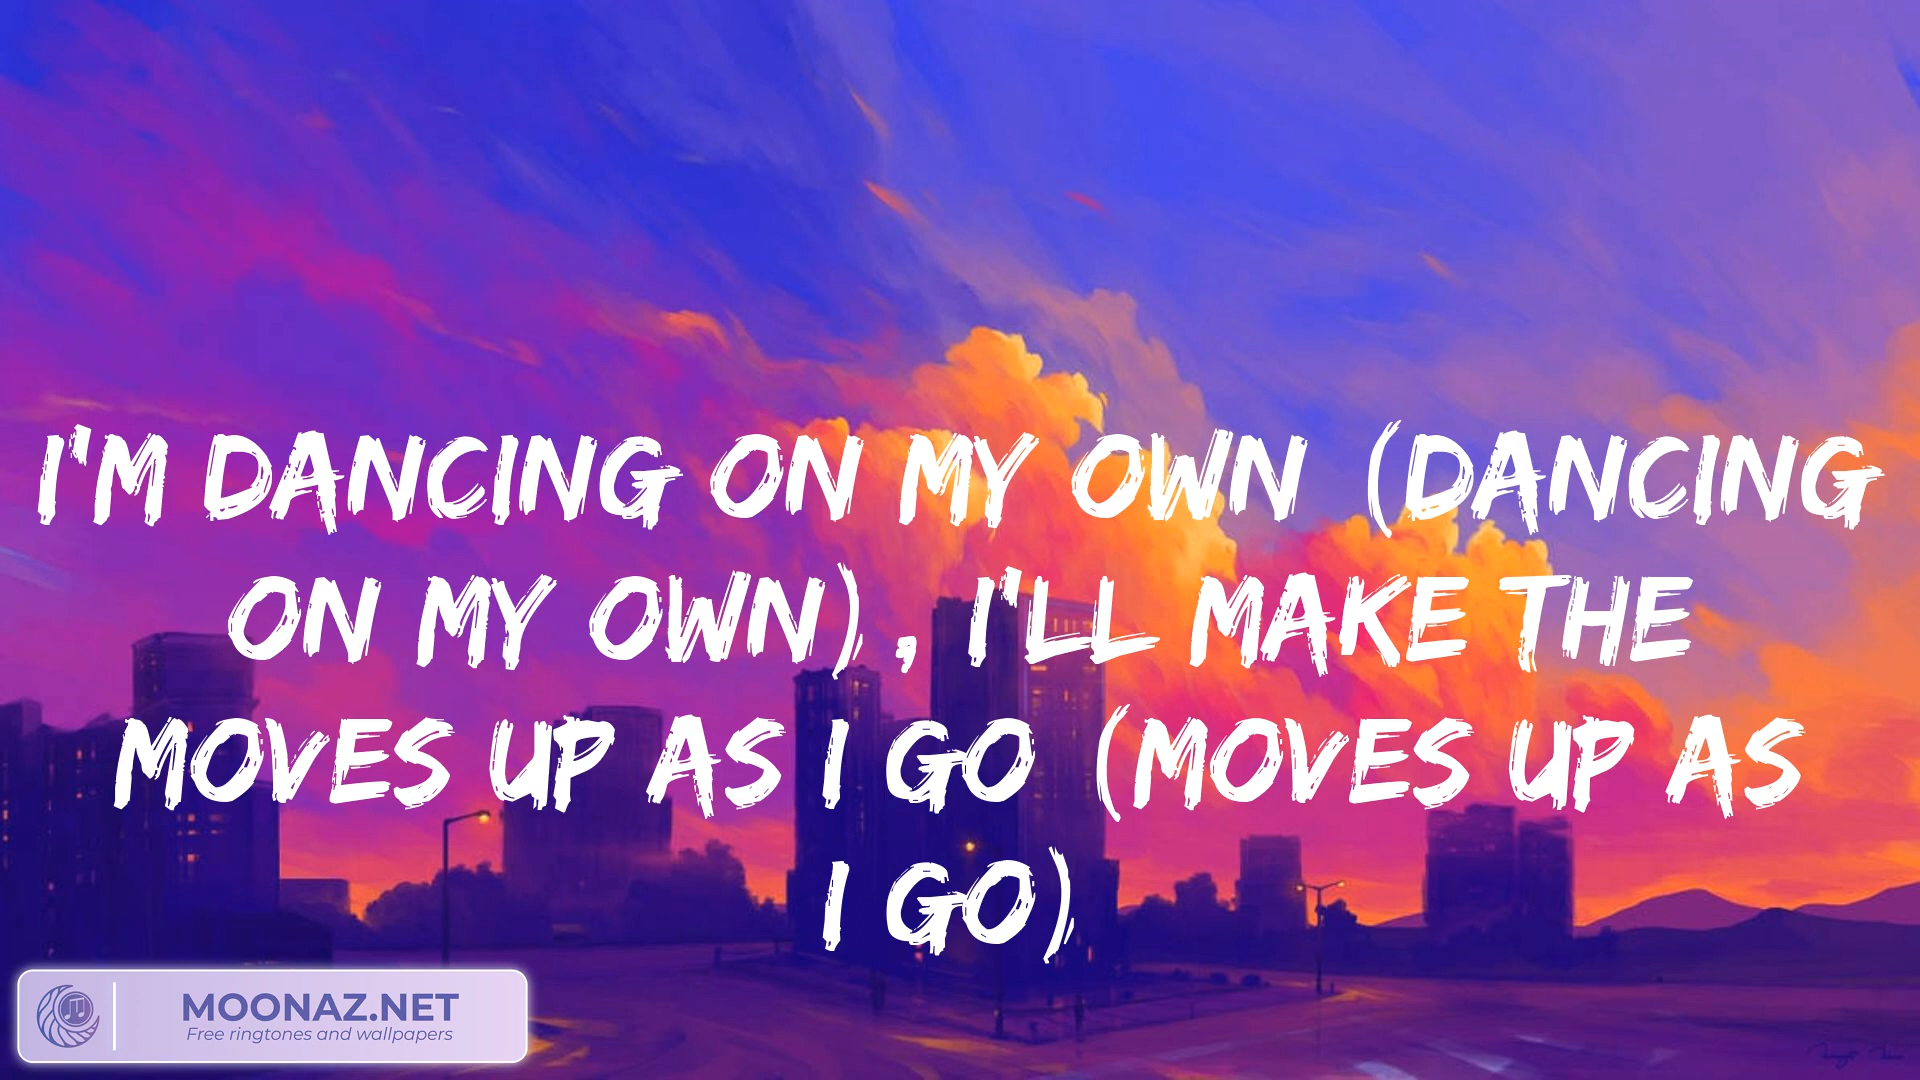 I'M DANCING ON MY OWN (DANCING
ON MY OWN), I'LL MAKE THE
MOVES UP AS I GO (MOVES UP AS
I GO)
MOONAZ.NET
Free ringtones and wallpapers